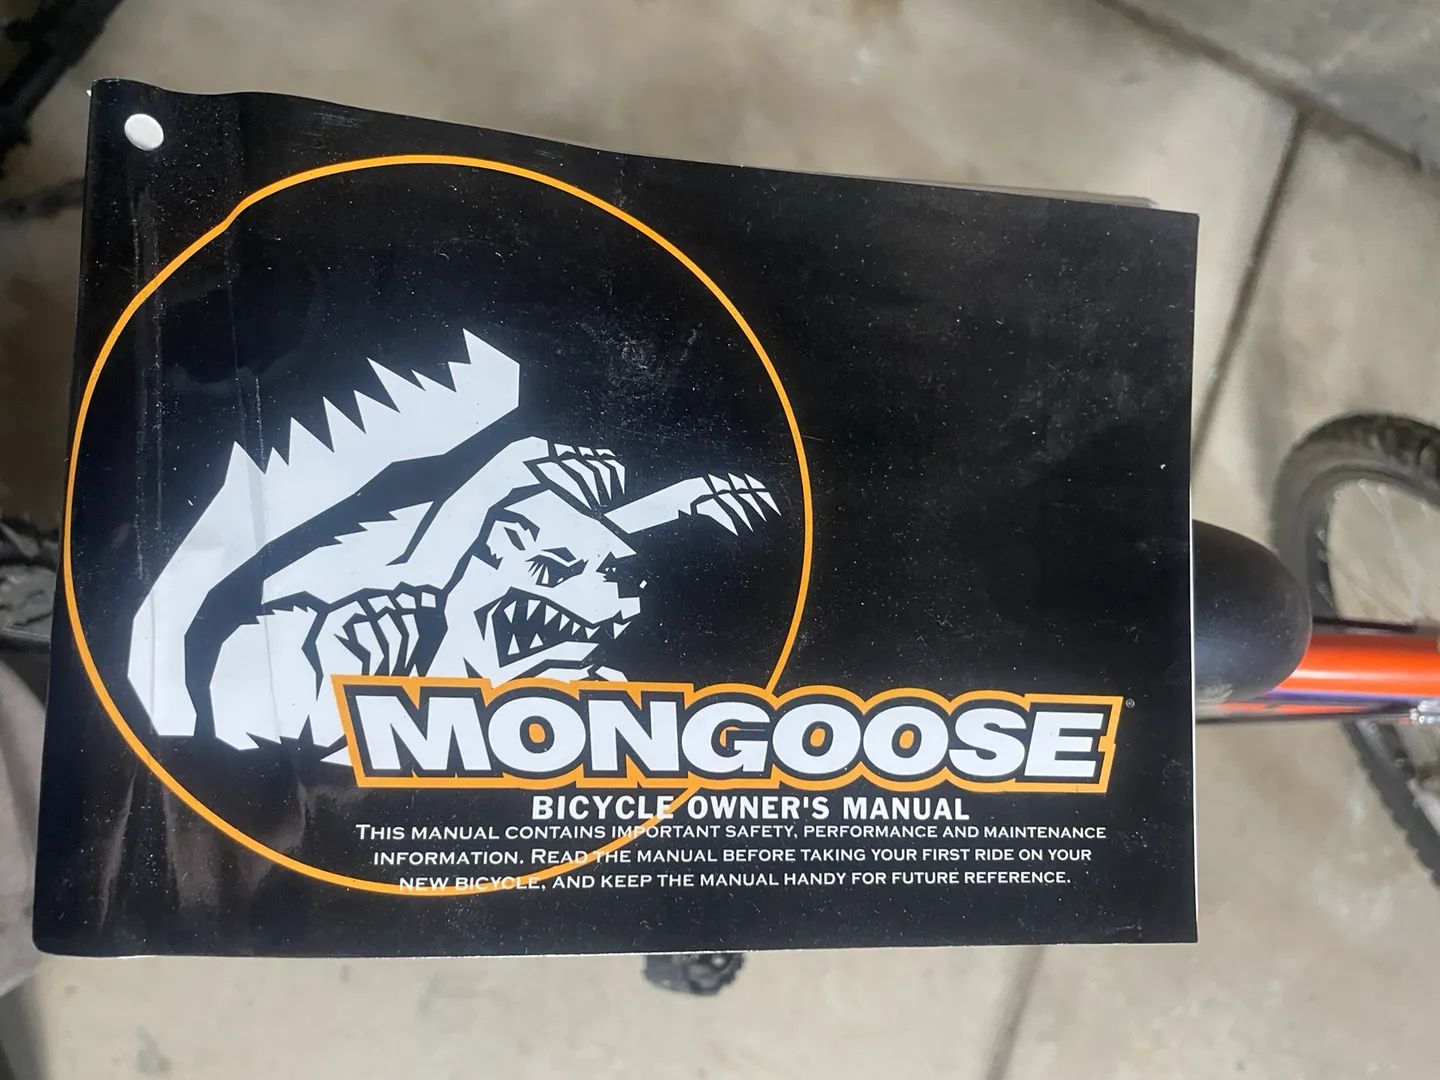 MONGOOSE®
BICYCLE OWNER'S MANUAL
THIS MANUAL CONTAINS IMPORTANT SAFETY, PERFORMANCE AND MAINTENANCE
INFORMATION. READ THE MANUAL BEFORE TAKING YOUR FIRST RIDE ON YOUR
NEW BICYCLE, AND KEEP THE MANUAL HANDY FOR FUTURE REFERENCE.